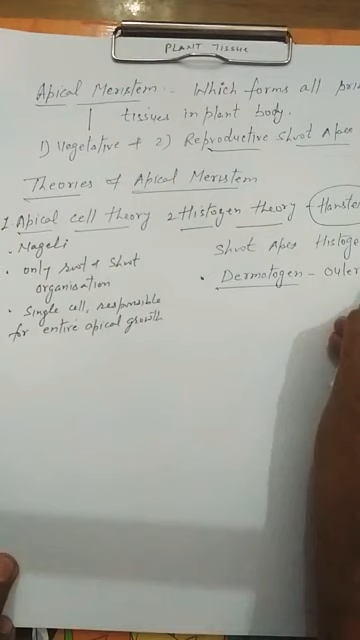 PLANT TISSUE
Apical Meristem :- Which forms all pri
tissues in plant body.
1) Vegetative & 2) Reproductive Shoot Apex
Theories of Apical Meristem
1 Apical cell theory 2 Histogen theory - Hanste
- Nageli
Shoot Apex Histoge
• only root & Shoot
organisation
• Dermatogen - Outer
• Single cell, responsible
for entire apical growth